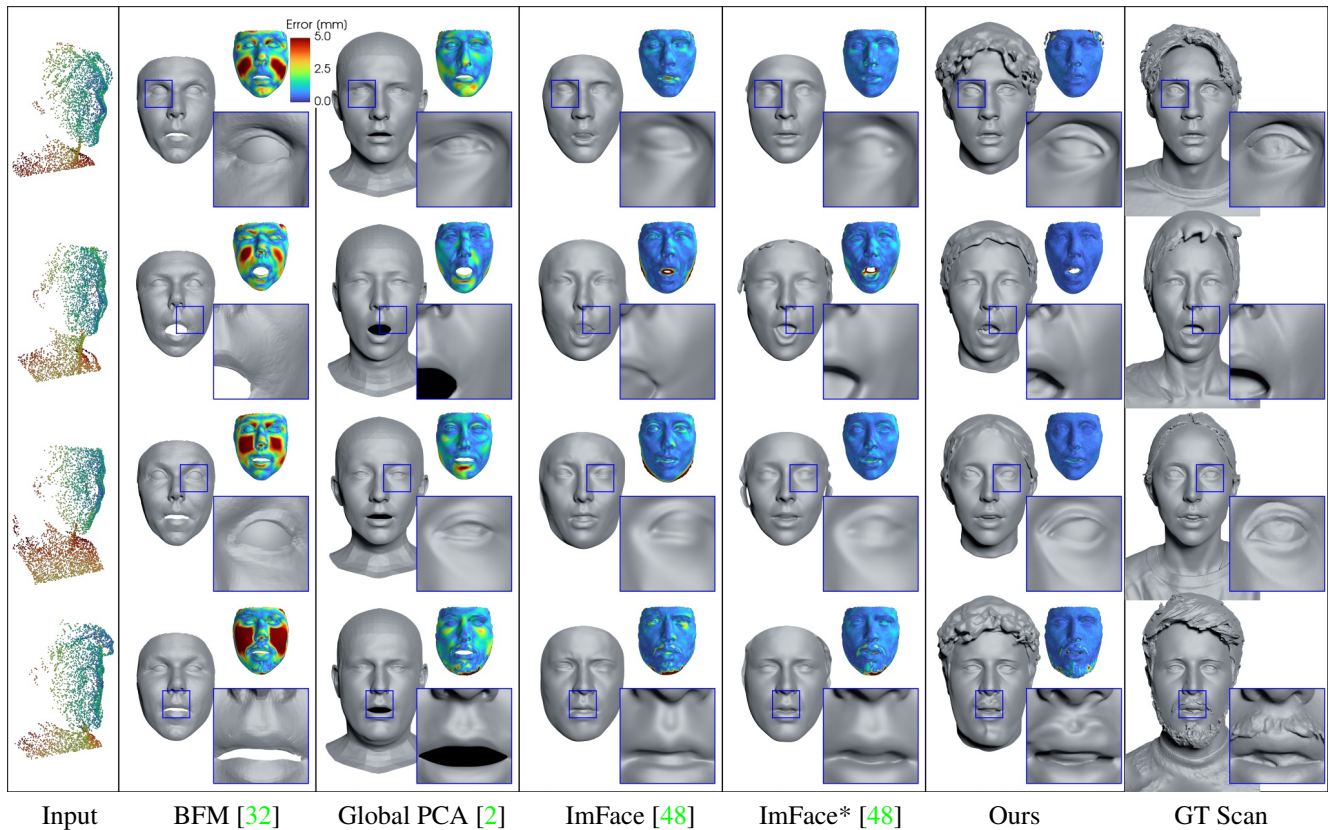 Error (mm)
5.0
2.5
0.0
Input
BFM [32]
Global PCA [2]
ImFace [48]
ImFace* [48]
Ours
GT Scan